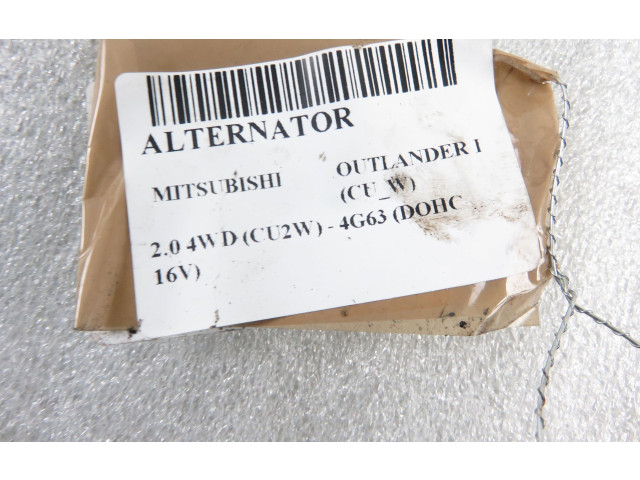 ALTERNATOR
MITSUBISHI OUTLANDER I
(CU_W)
2.0 4WD (CU2W) - 4G63 (DOHC
16V)